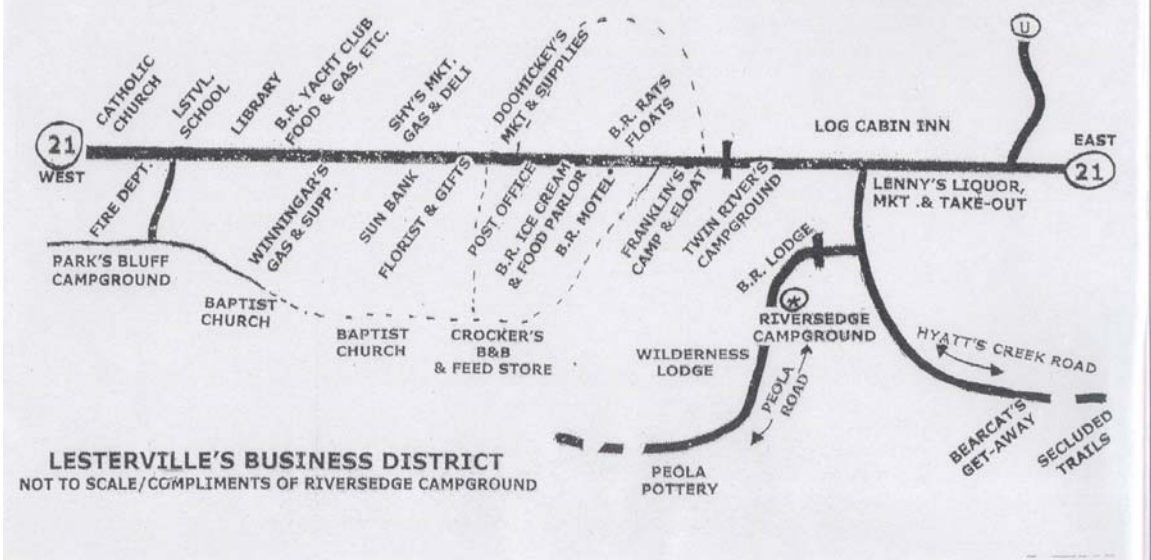 CATHOLIC
CHURCH
LSTVL.
SCHOOL
LIBRARY
B.R. YACHT CLUB
FOOD & GAS, ETC.
SHY'S MKT.
GAS & DELI
DOOHICKEY'S
MKT & SUPPLIES
B.R. RATS
FLOATS
LOG CABIN INN
U
21
WEST
EAST
21
FIRE DEPT.
WINNINGAR'S
GAS & SUPP.
SUN BANK
FLORIST & GIFTS
POST OFFICE
B.R. ICE CREAM
& FOOD PARLOR
B.R. MOTEL
FRANKLIN'S
CAMP & FLOAT
TWIN RIVER'S
CAMPGROUND
LENNY'S LIQUOR,
MKT .& TAKE-OUT
PARK'S BLUFF
CAMPGROUND
BAPTIST
CHURCH
BAPTIST
CHURCH
CROCKER'S
B&B
& FEED STORE
B.R. LODGE
RIVERSEDGE
CAMPGROUND
WILDERNESS
LODGE
PEOLA
ROAD
HYATT'S CREEK ROAD
BEARCAT'S
GET-AWAY
SECLUDED
TRAILS
PEOLA
POTTERY
LESTERVILLE'S BUSINESS DISTRICT
NOT TO SCALE/COMPLIMENTS OF RIVERSEDGE CAMPGROUND